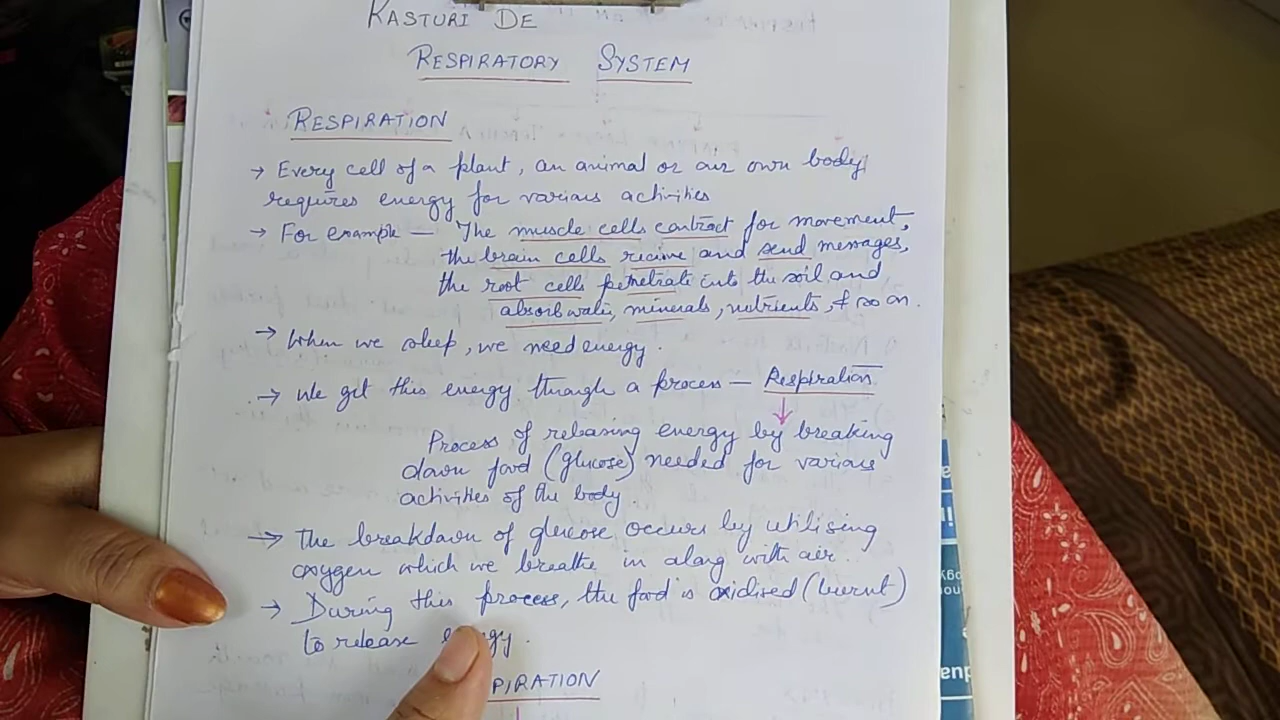 KASTURI DE
RESPIRATORY SYSTEM
RESPIRATION
→ Every cell of a plant, an animal or our own body
requires energy for various activities
→ For example — The muscle cells contract for movement,
the brain cells recieve and send messages,
the root cells penetrate into the soil and
absorb water, minerals, nutrients, & so on.
→ When we sleep, we need energy.
→ We get this energy through a process — Respiration
Process of releasing energy by breaking
down food (glucose) needed for various
activities of the body.
→ The breakdown of glucose occurs by utilising
oxygen which we breathe in along with air.
→ During this process, the food is oxidised (burnt)
to release
PIRATION